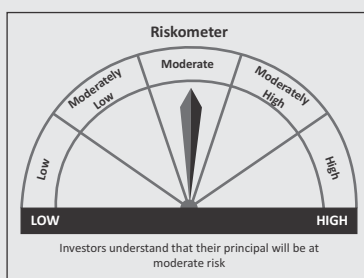 Riskometer
Moderate
Moderately
Low
Moderately
High
Low
High
LOW
HIGH
Investors understand that their principal will be at
moderate risk